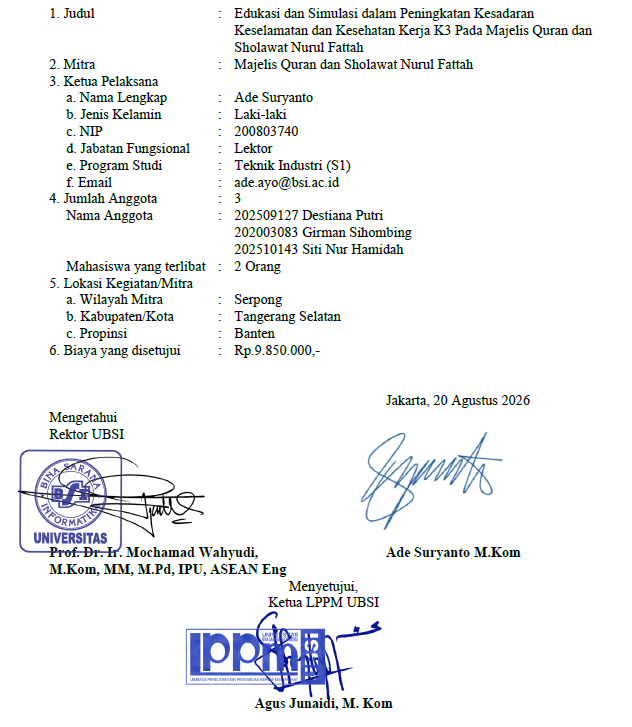 1. Judul : Edukasi dan Simulasi dalam Peningkatan Kesadaran
Keselamatan dan Kesehatan Kerja K3 Pada Majelis Quran dan
Sholawat Nurul Fattah
2. Mitra : Majelis Quran dan Sholawat Nurul Fattah
3. Ketua Pelaksana
a. Nama Lengkap : Ade Suryanto
b. Jenis Kelamin : Laki-laki
c. NIP : 200803740
d. Jabatan Fungsional : Lektor
e. Program Studi : Teknik Industri (S1)
f. Email : ade.ayo@bsi.ac.id
4. Jumlah Anggota : 3
Nama Anggota : 202509127 Destiana Putri
202003083 Girman Sihombing
202510143 Siti Nur Hamidah
Mahasiswa yang terlibat : 2 Orang
5. Lokasi Kegiatan/Mitra
a. Wilayah Mitra : Serpong
b. Kabupaten/Kota : Tangerang Selatan
c. Propinsi : Banten
6. Biaya yang disetujui : Rp.9.850.000,-
Jakarta, 20 Agustus 2026
Mengetahui
Rektor UBSI
BINA SARANA
BSI
INFORMATIKA
UNIVERSITAS
Prof. Dr. Ir. Mochamad Wahyudi,
M.Kom, MM, M.Pd, IPU, ASEAN Eng
Ade Suryanto M.Kom
Menyetujui,
Ketua LPPM UBSI
lppm
Agus Junaidi, M. Kom